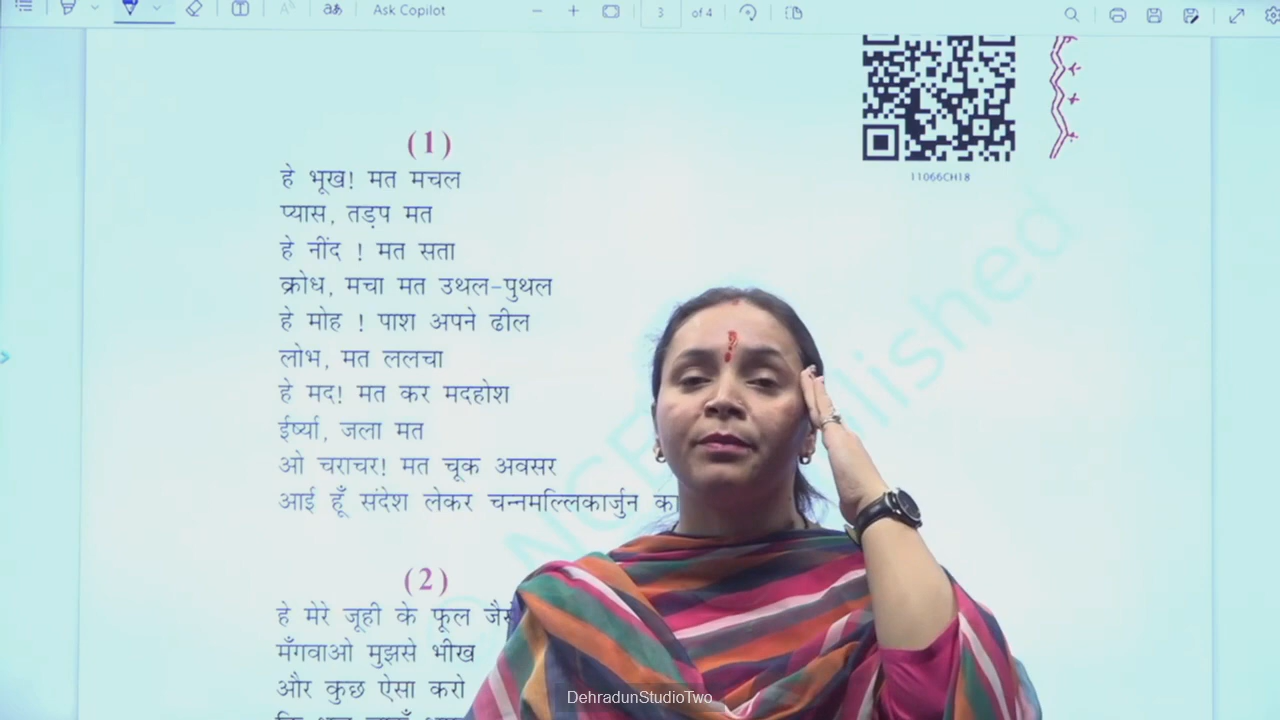 Ask Copilot
3 of 4
11066CH18
(1)
हे भूख! मत मचल
प्यास, तड़प मत
हे नींद ! मत सता
क्रोध, मचा मत उथल-पुथल
हे मोह ! पाश अपने ढील
लोभ, मत ललचा
हे मद! मत कर मदहोश
ईर्ष्या, जला मत
ओ चराचर! मत चूक अवसर
आई हूँ संदेश लेकर चन्नमल्लिकार्जुन का
(2)
हे मेरे जूही के फूल जैसे
मँगवाओ मुझसे भीख
और कुछ ऐसा करो
DehradunStudioTwo